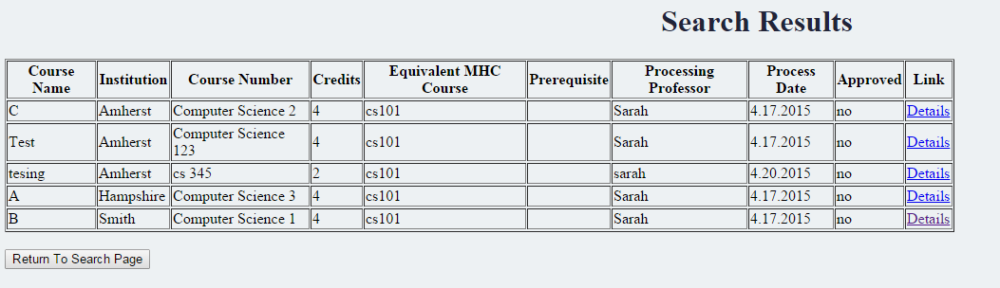 Search Results
Course Name Institution Course Number Credits Equivalent MHC Course Prerequisite Processing Professor Process Date Approved Link
C Amherst Computer Science 2 4 cs101 Sarah 4.17.2015 no Details
Test Amherst Computer Science 123 4 cs101 Sarah 4.17.2015 no Details
tesing Amherst cs 345 2 cs101 sarah 4.20.2015 no Details
A Hampshire Computer Science 3 4 cs101 Sarah 4.17.2015 no Details
B Smith Computer Science 1 4 cs101 Sarah 4.17.2015 no Details
Return To Search Page